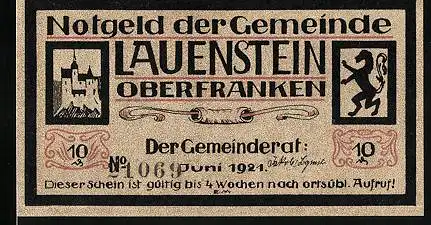 Notgeld der Gemeinde
LAUENSTEIN
OBERFRANKEN
Der Gemeinderat:
10 10
No 1069 Juni 1921.
Dieser Schein ist gültig bis 4 Wochen nach ortsübl. Aufruf!